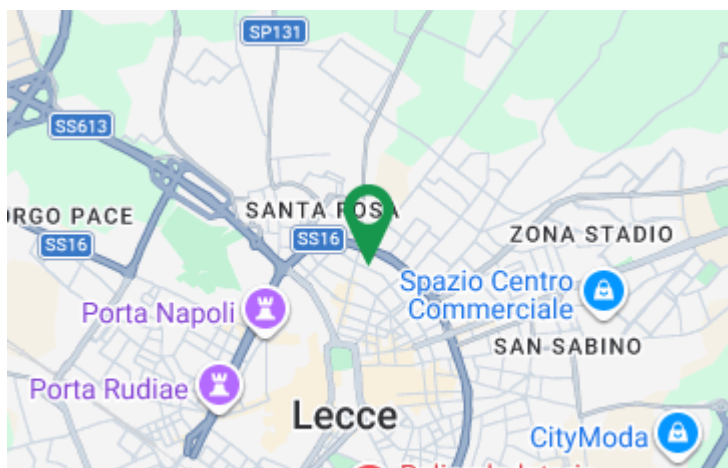 SP131
SS613
SANTA ROSA
ORGO PACE
SS16
SS16
ZONA STADIO
Spazio Centro
Commerciale
Porta Napoli
SAN SABINO
Porta Rudiae
Lecce
CityModa